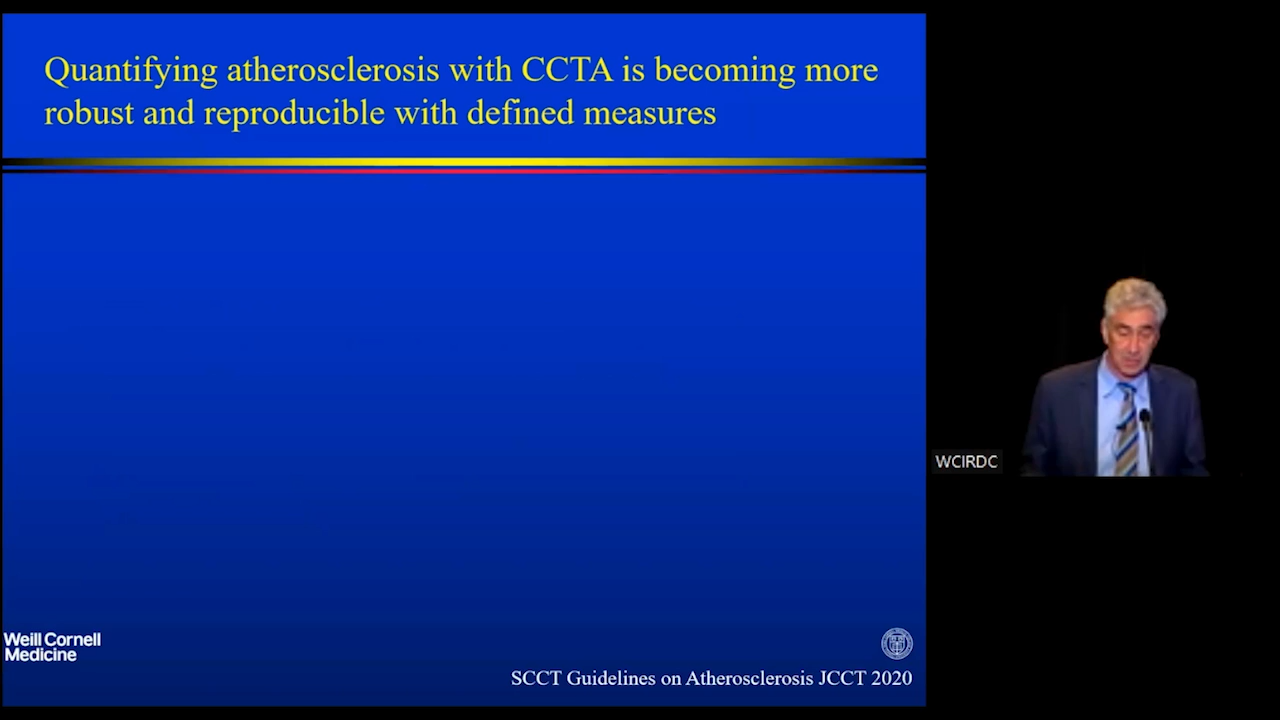 Quantifying atherosclerosis with CCTA is becoming more
robust and reproducible with defined measures
WCIRDC
Weill Cornell
Medicine
SCCT Guidelines on Atherosclerosis JCCT 2020